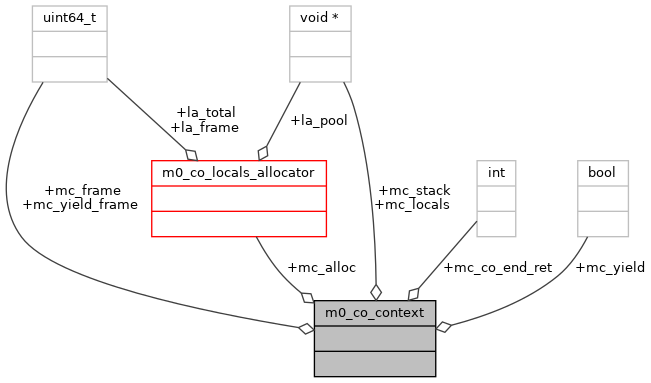 uint64_t
void *
+la_total
+la_frame
+la_pool
m0_co_locals_allocator
int
bool
+mc_frame
+mc_yield_frame
+mc_stack
+mc_locals
+mc_alloc
+mc_co_end_ret
+mc_yield
m0_co_context